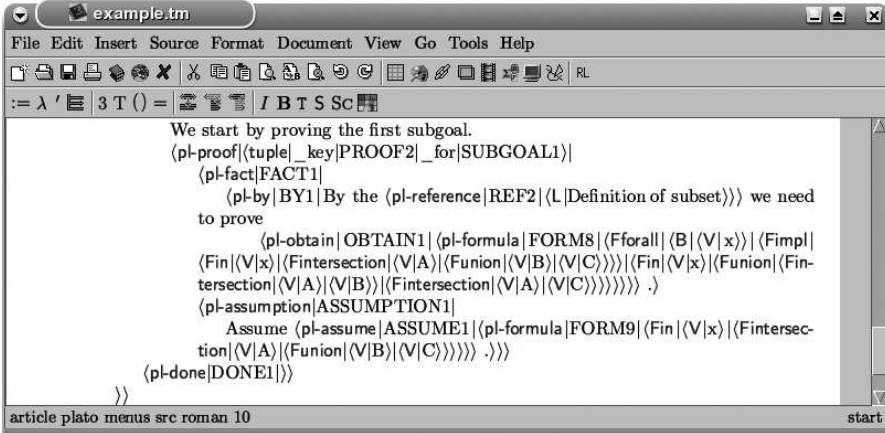 example.tm
File Edit Insert Source Format Document View Go Tools Help
RL
:= λ ' 3 T () = I B T S SC
We start by proving the first subgoal.
⟨pl-proof|⟨tuple|_key|PROOF2|_for|SUBGOAL1⟩|
⟨pl-fact|FACT1|
⟨pl-by|BY1|By the ⟨pl-reference|REF2|⟨L|Definition of subset⟩⟩⟩ we need
to prove
⟨pl-obtain|OBTAIN1|⟨pl-formula|FORM8|⟨Fforall|⟨B|⟨V|x⟩⟩|⟨Fimpl|
⟨Fin|⟨V|x⟩|⟨Fintersection|⟨V|A⟩|⟨Funion|⟨V|B⟩|⟨V|C⟩⟩⟩⟩|⟨Fin|⟨V|x⟩|⟨Funion|⟨Fin-
tersection|⟨V|A⟩|⟨V|B⟩⟩|⟨Fintersection|⟨V|A⟩|⟨V|C⟩⟩⟩⟩⟩⟩⟩⟩ .⟩
⟨pl-assumption|ASSUMPTION1|
Assume ⟨pl-assume|ASSUME1|⟨pl-formula|FORM9|⟨Fin|⟨V|x⟩|⟨Fintersec-
tion|⟨V|A⟩|⟨Funion|⟨V|B⟩|⟨V|C⟩⟩⟩⟩⟩⟩ .⟩⟩⟩
⟨pl-done|DONE1|⟩⟩
⟩⟩
article plato menus src roman 10 start